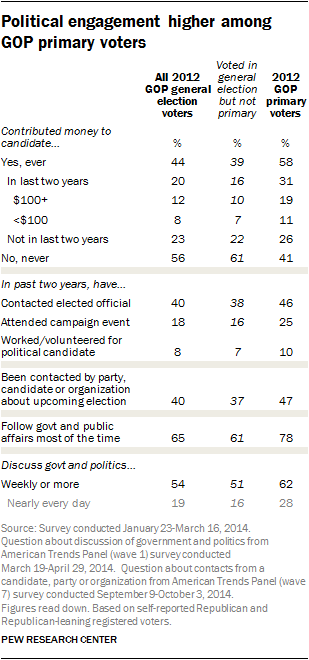 Political engagement higher among
GOP primary voters
All 2012 GOP general election voters | Voted in general election but not primary | 2012 GOP primary voters
Contributed money to candidate... % % %
Yes, ever 44 39 58
In last two years 20 16 31
$100+ 12 10 19
<$100 8 7 11
Not in last two years 23 22 26
No, never 56 61 41
In past two years, have...
Contacted elected official 40 38 46
Attended campaign event 18 16 25
Worked/volunteered for
political candidate 8 7 10
Been contacted by party,
candidate or organization
about upcoming election 40 37 47
Follow govt and public
affairs most of the time 65 61 78
Discuss govt and politics...
Weekly or more 54 51 62
Nearly every day 19 16 28
Source: Survey conducted January 23-March 16, 2014.
Question about discussion of government and politics from
American Trends Panel (wave 1) survey conducted
March 19-April 29, 2014. Question about contacts from a
candidate, party or organization from American Trends Panel (wave
7) survey conducted September 9-October 3, 2014.
Figures read down. Based on self-reported Republican and
Republican-leaning registered voters.
PEW RESEARCH CENTER